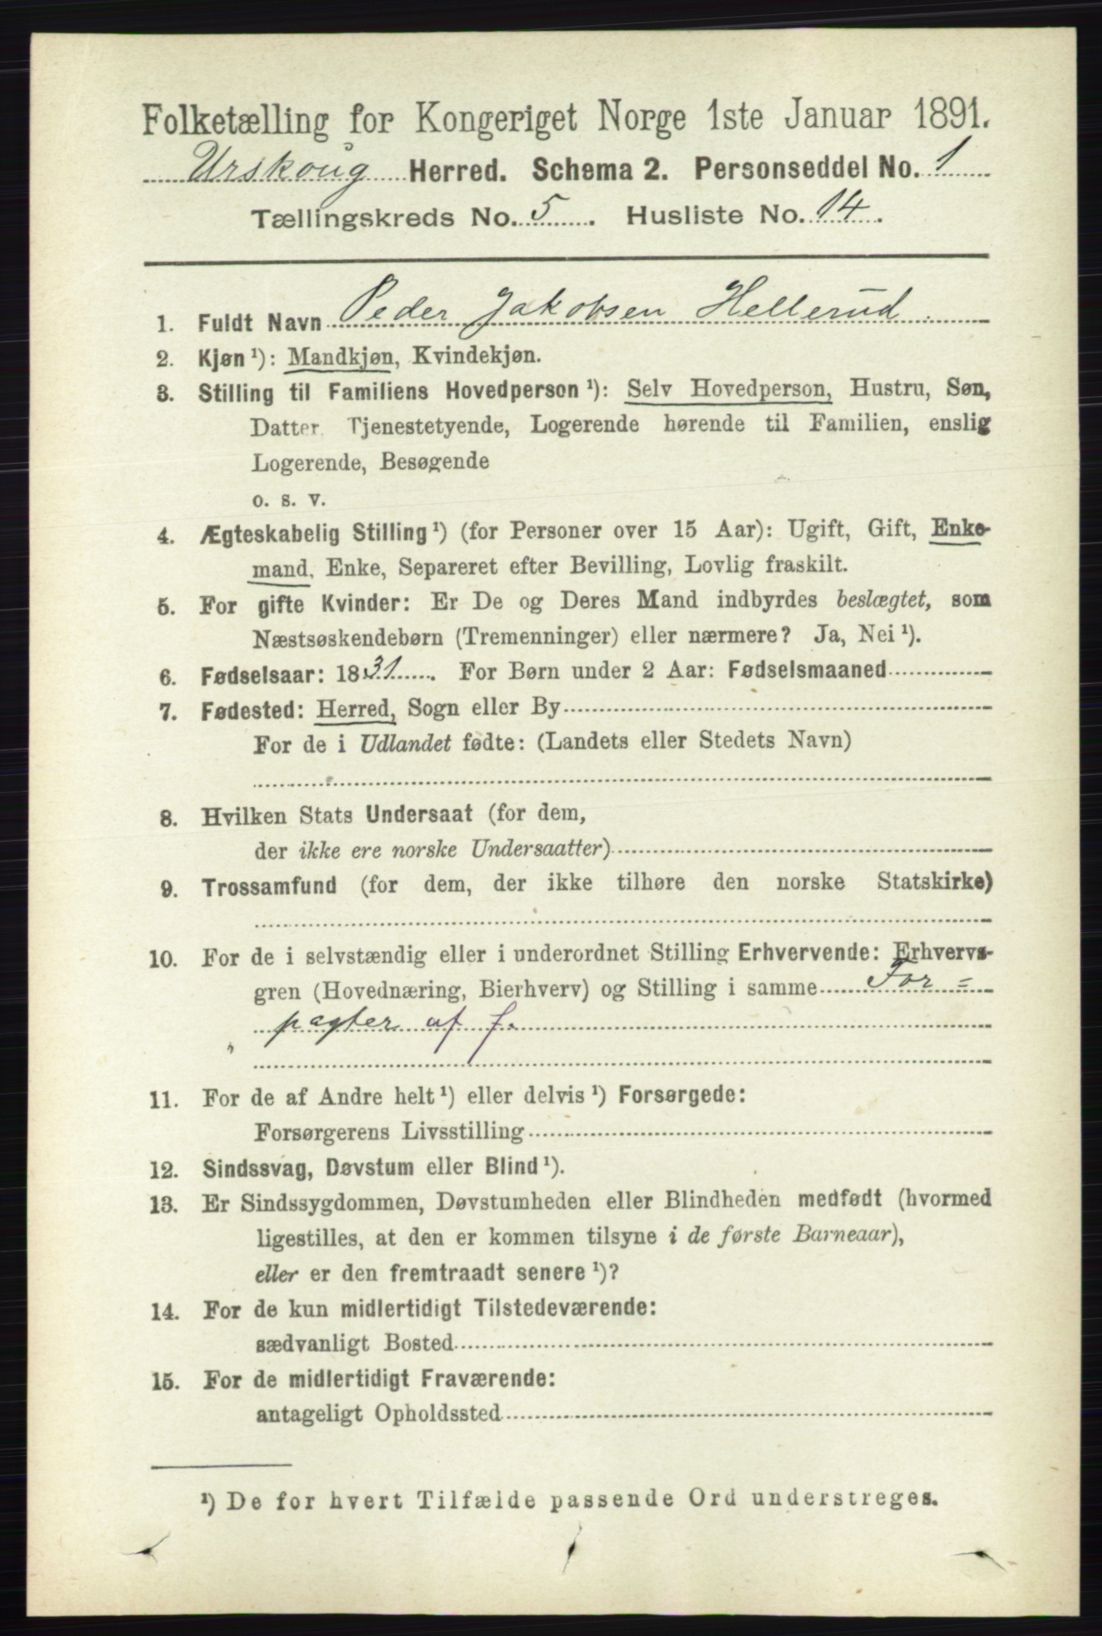 Folketælling for Kongeriget Norge 1ste Januar 1891.
Urskoug Herred. Schema 2. Personseddel No. 1
Tællingskreds No. 5. Husliste No. 14.
1. Fuldt Navn Peder Jakobsen Hellerud.
2. Kjøn ¹): Mandkjøn, Kvindekjøn.
3. Stilling til Familiens Hovedperson ¹): Selv Hovedperson, Hustru, Søn,
Datter, Tjenestetyende, Logerende hørende til Familien, enslig
Logerende, Besøgende
o. s. v.
4. Ægteskabelig Stilling ¹) (for Personer over 15 Aar): Ugift, Gift, Enke-
mand, Enke, Separeret efter Bevilling, Lovlig fraskilt.
5. For gifte Kvinder: Er De og Deres Mand indbyrdes beslægtet, som
Næstsøskendebørn (Tremenninger) eller nærmere? Ja, Nei ¹).
6. Fødselsaar: 1831. For Børn under 2 Aar: Fødselsmaaned
7. Fødested: Herred, Sogn eller By
For de i Udlandet fødte: (Landets eller Stedets Navn)
8. Hvilken Stats Undersaat (for dem,
der ikke ere norske Undersaatter)
9. Trossamfund (for dem, der ikke tilhøre den norske Statskirke)
10. For de i selvstændig eller i underordnet Stilling Erhvervende: Erhvervs-
gren (Hovednæring, Bierhverv) og Stilling i samme For=
pagter af f.
11. For de af Andre helt ¹) eller delvis ¹) Forsørgede:
Forsørgerens Livsstilling
12. Sindssvag, Døvstum eller Blind ¹).
13. Er Sindssygdommen, Døvstumheden eller Blindheden medfødt (hvormed
ligestilles, at den er kommen tilsyne i de første Barneaar),
eller er den fremtraadt senere ¹)?
14. For de kun midlertidigt Tilstedeværende:
sædvanligt Bosted
15. For de midlertidigt Fraværende:
antageligt Opholdssted
¹) De for hvert Tilfælde passende Ord understreges.